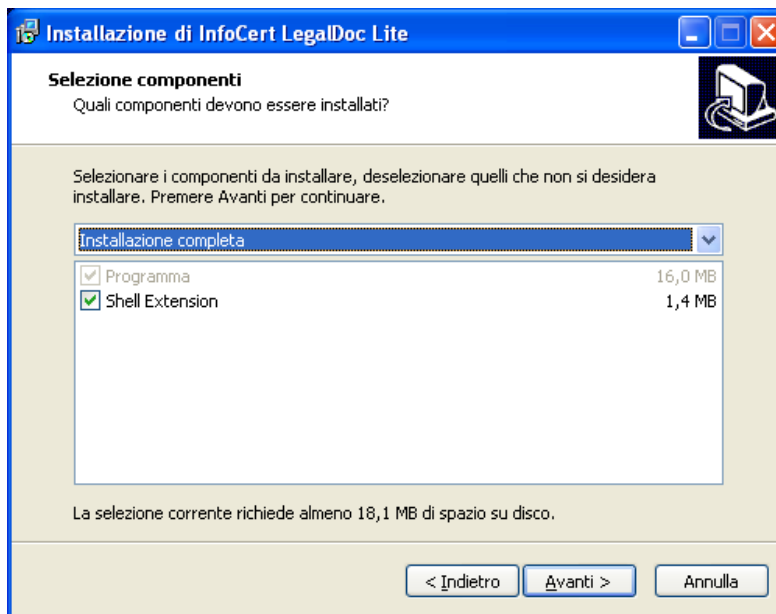 Installazione di InfoCert LegalDoc Lite
Selezione componenti
Quali componenti devono essere installati?
Selezionare i componenti da installare, deselezionare quelli che non si desidera
installare. Premere Avanti per continuare.
Installazione completa
Programma 16,0 MB
Shell Extension 1,4 MB
La selezione corrente richiede almeno 18,1 MB di spazio su disco.
< Indietro Avanti > Annulla